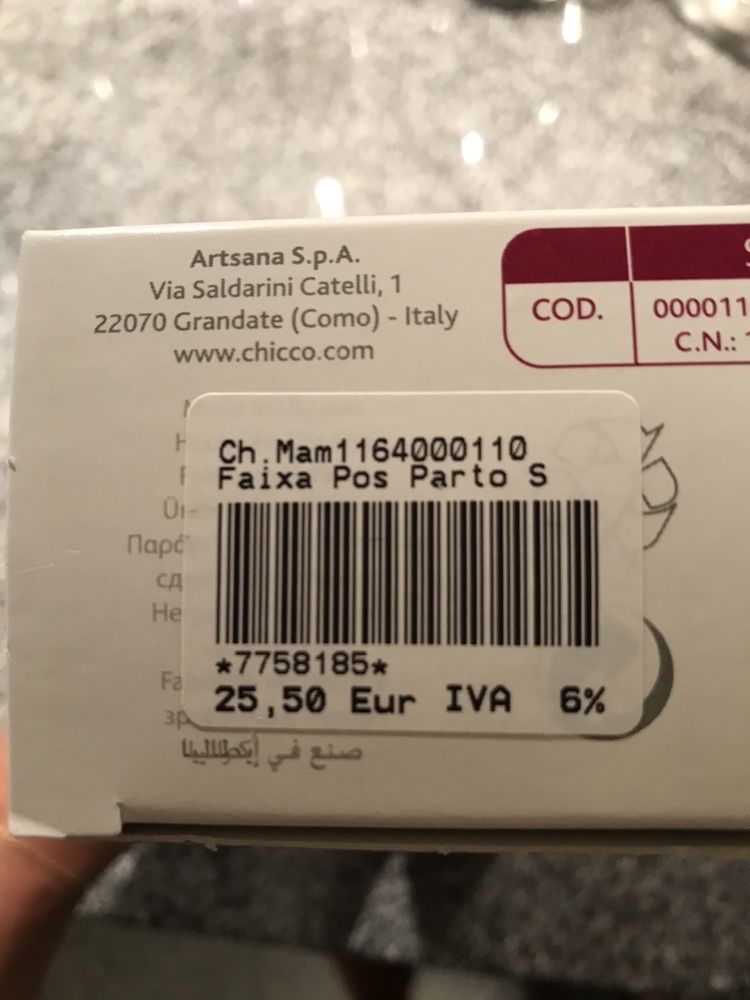 Artsana S.p.A.
Via Saldarini Catelli, 1
22070 Grandate (Como) - Italy
www.chicco.com
COD.
000011
C.N.:
Ch.Mam1164000110
Faixa Pos Parto S
*7758185*
25,50 Eur IVA 6%
صنع في إيطاليا